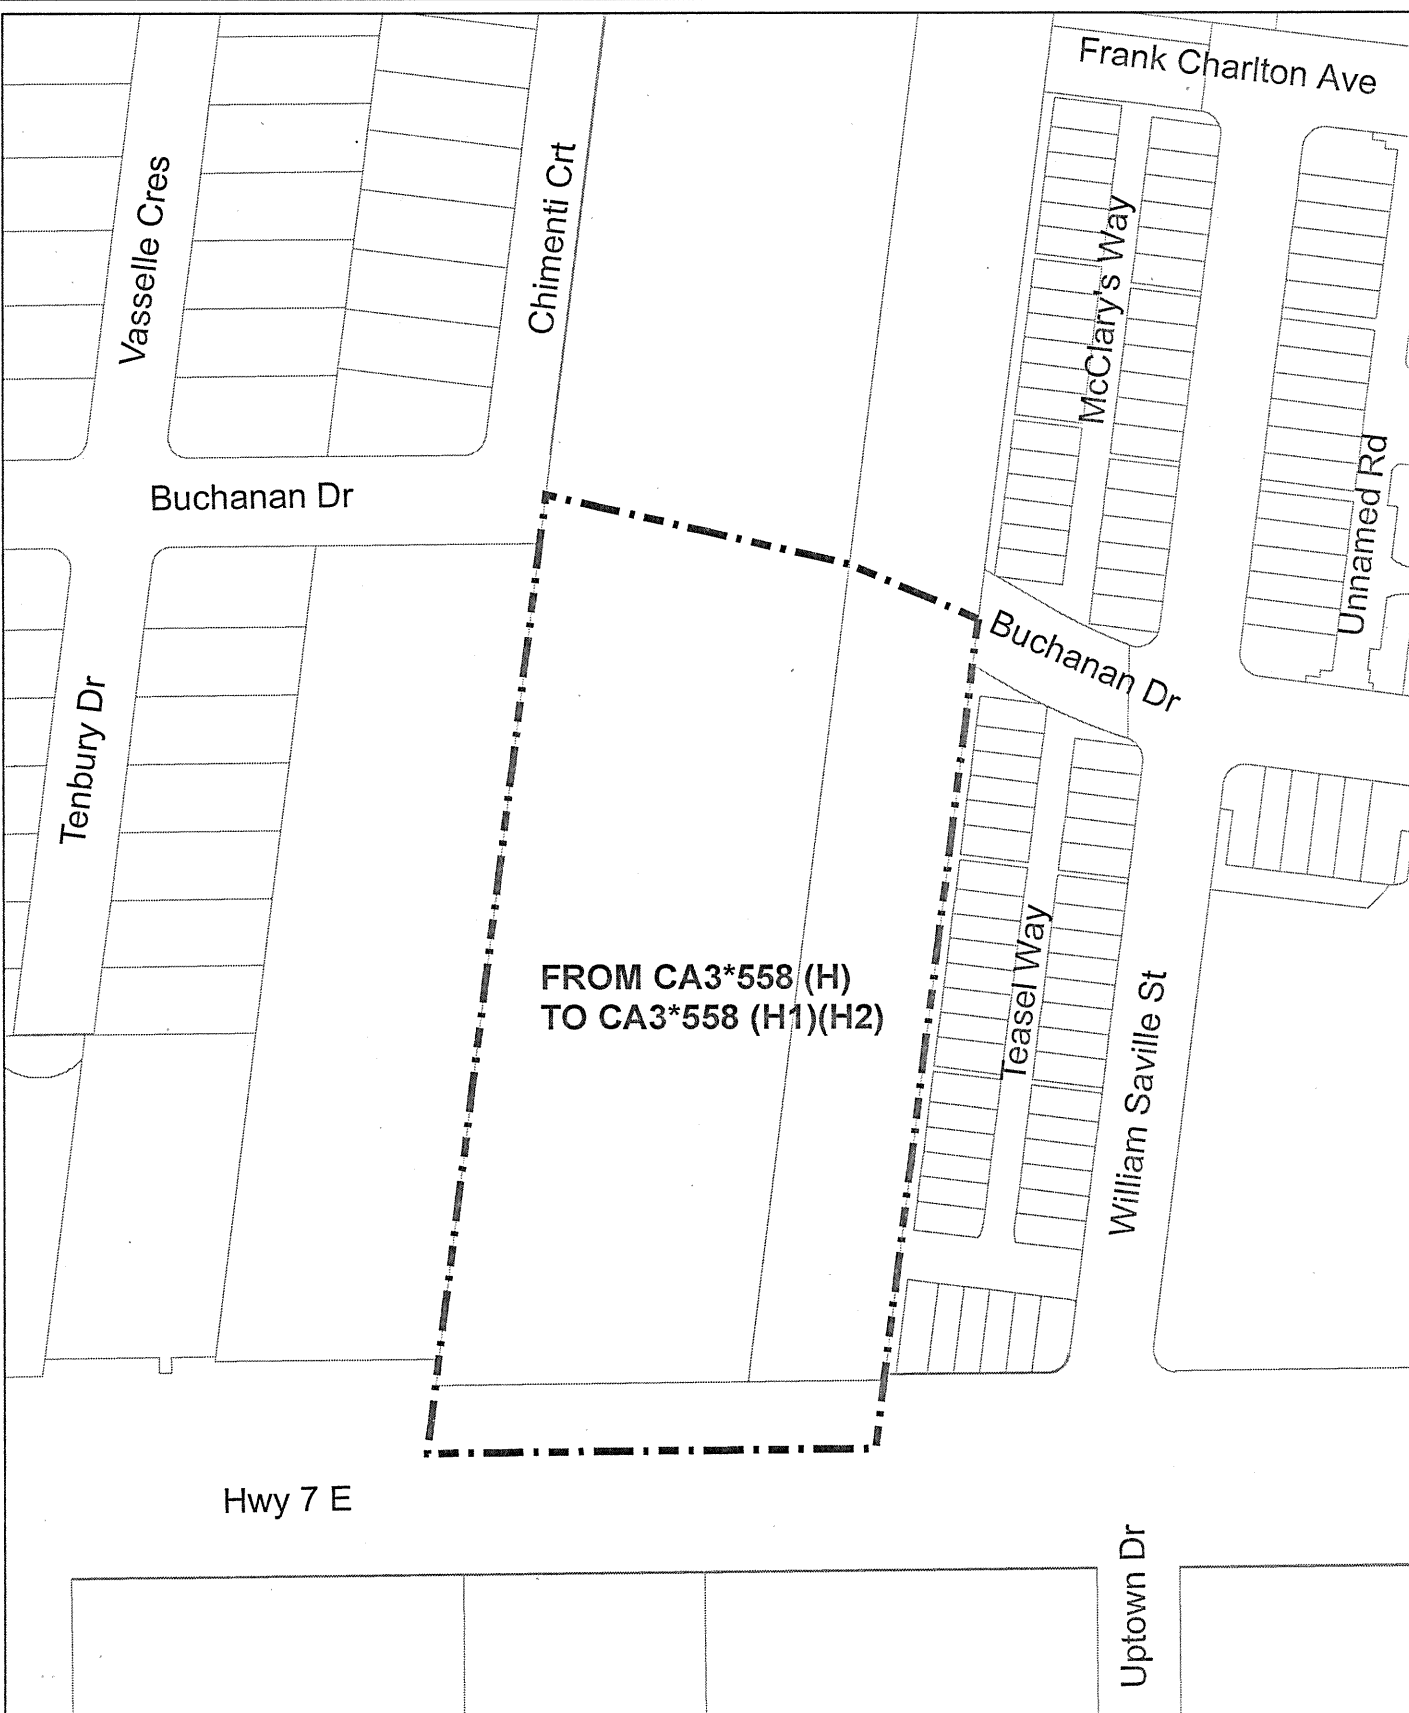 Frank Charlton Ave
Vasselle Cres
Chimenti Crt
McClary's Way
Unnamed Rd
Buchanan Dr
Buchanan Dr
Tenbury Dr
FROM CA3*558 (H)
TO CA3*558 (H1)(H2)
Teasel Way
William Saville St
Hwy 7 E
Uptown Dr